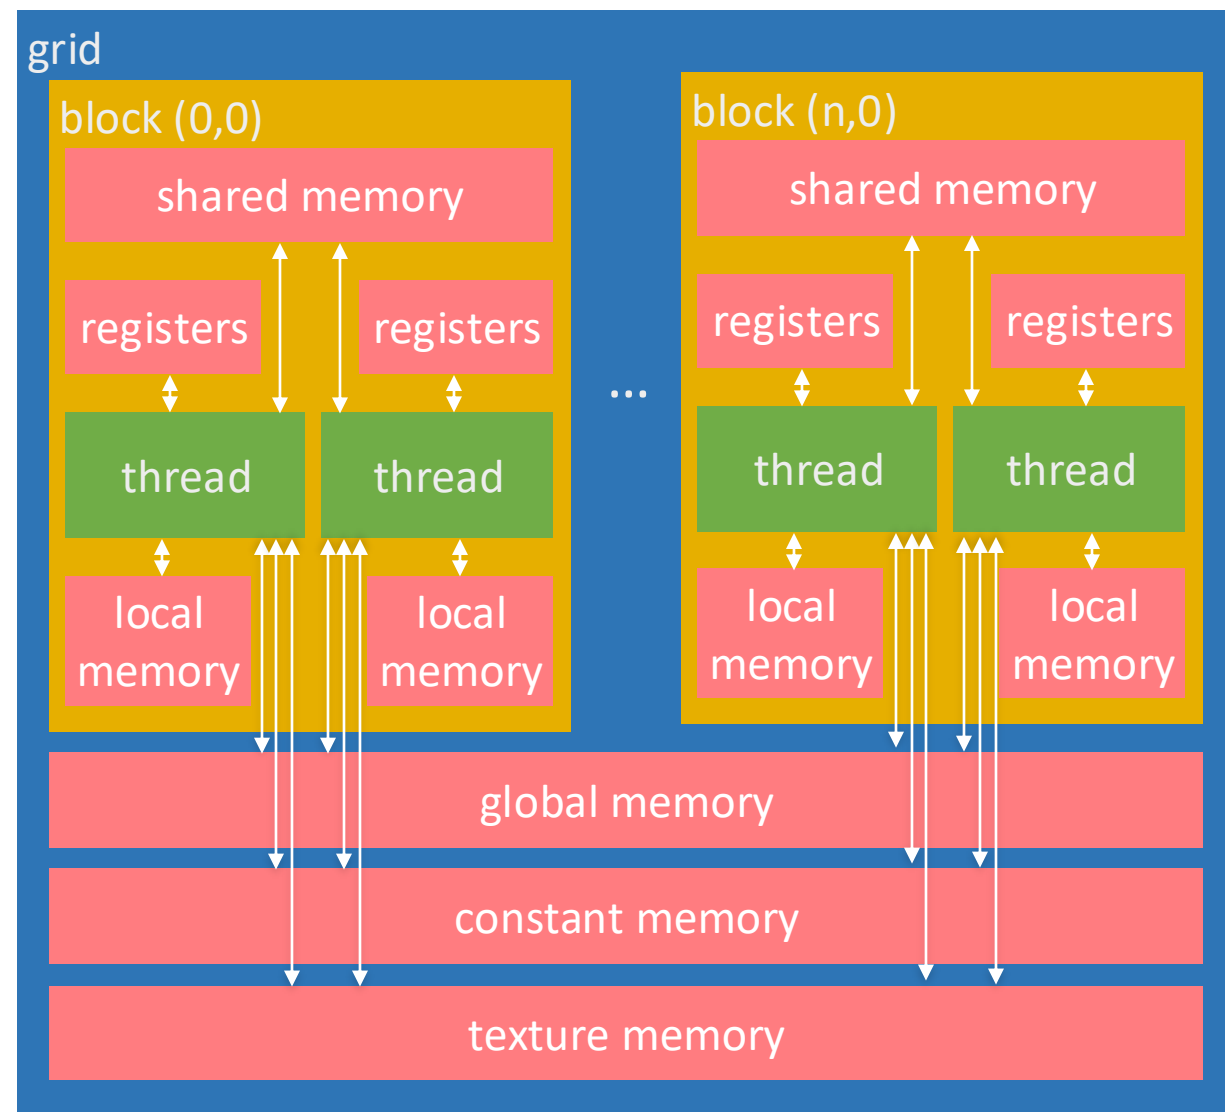 grid
block (0,0)
shared memory
registers
registers
thread
thread
local
memory
local
memory
...
block (n,0)
shared memory
registers
registers
thread
thread
local
memory
local
memory
global memory
constant memory
texture memory